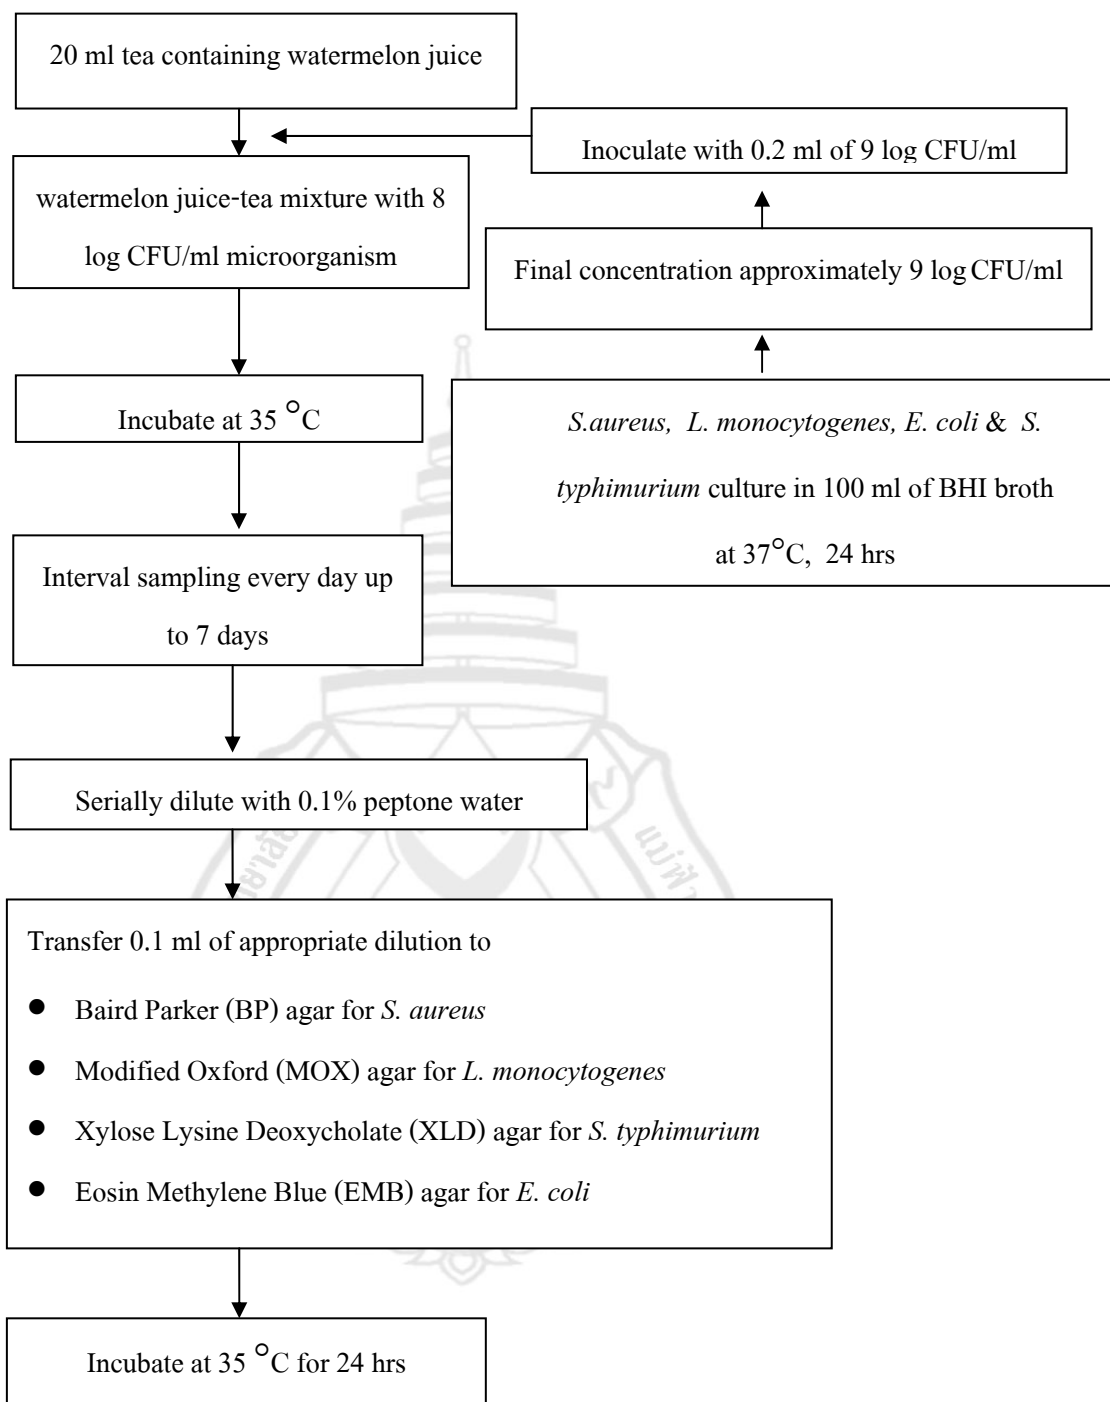 20 ml tea containing watermelon juice
Inoculate with 0.2 ml of 9 log CFU/ml
watermelon juice-tea mixture with 8
log CFU/ml microorganism
Final concentration approximately 9 log CFU/ml
Incubate at 35 °C
S.aureus, L. monocytogenes, E. coli & S.
typhimurium culture in 100 ml of BHI broth
at 37°C, 24 hrs
Interval sampling every day up
to 7 days
Serially dilute with 0.1% peptone water
Transfer 0.1 ml of appropriate dilution to
● Baird Parker (BP) agar for S. aureus
● Modified Oxford (MOX) agar for L. monocytogenes
● Xylose Lysine Deoxycholate (XLD) agar for S. typhimurium
● Eosin Methylene Blue (EMB) agar for E. coli
Incubate at 35 °C for 24 hrs